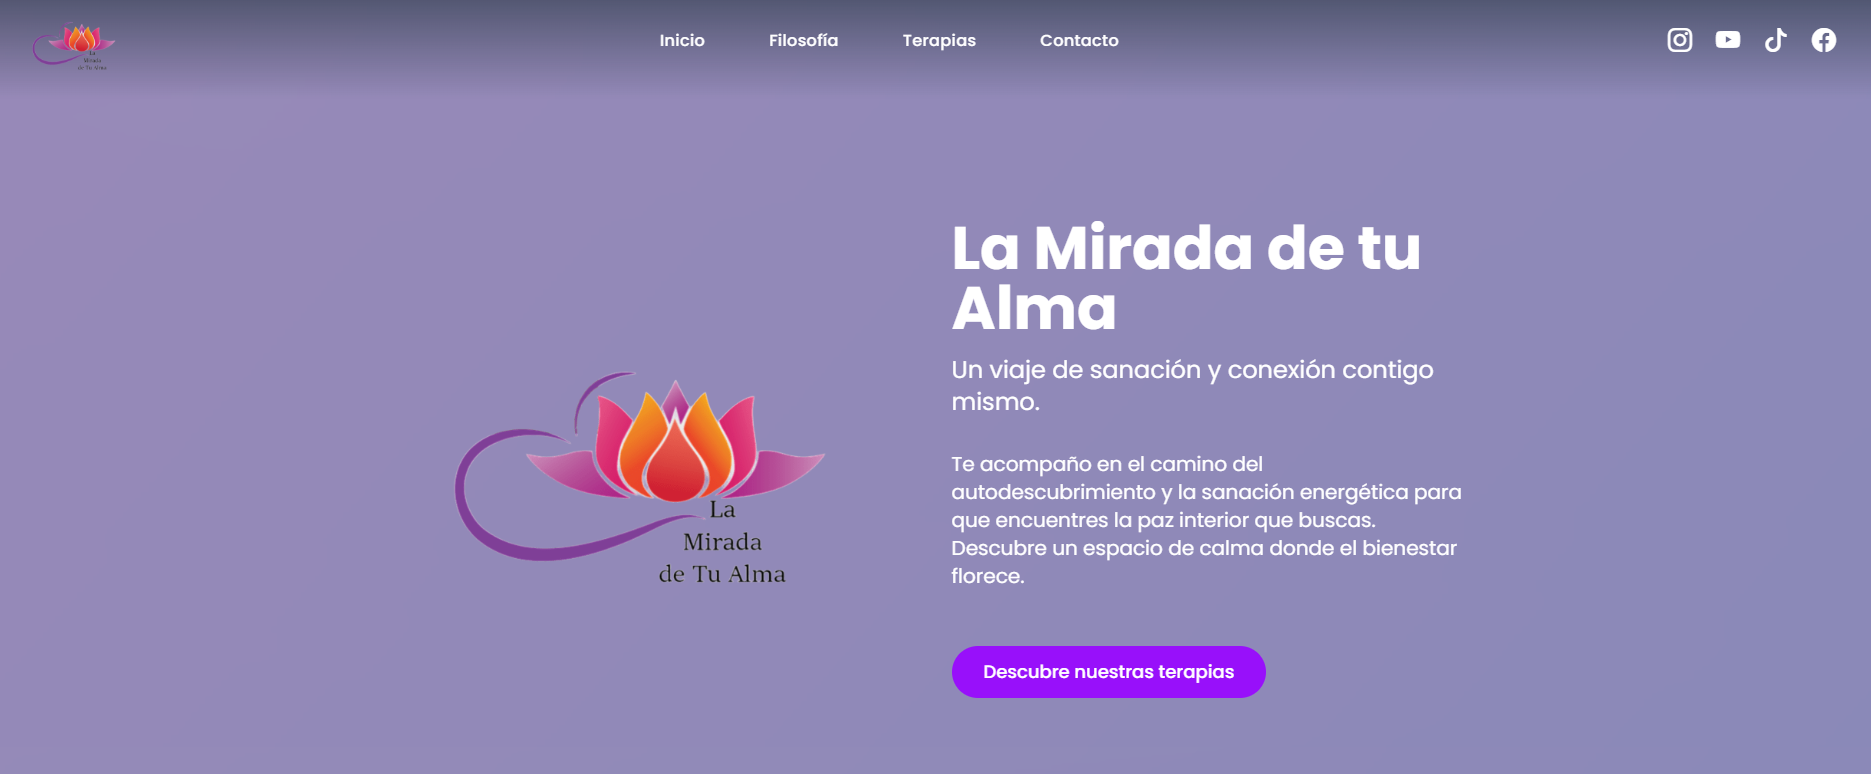 La
Mirada
de Tu Alma
Inicio
Filosofía
Terapias
Contacto
La Mirada de tu
Alma
Un viaje de sanación y conexión contigo
mismo.
Te acompaño en el camino del
autodescubrimiento y la sanación energética para
que encuentres la paz interior que buscas.
Descubre un espacio de calma donde el bienestar
florece.
La
Mirada
de Tu Alma
Descubre nuestras terapias